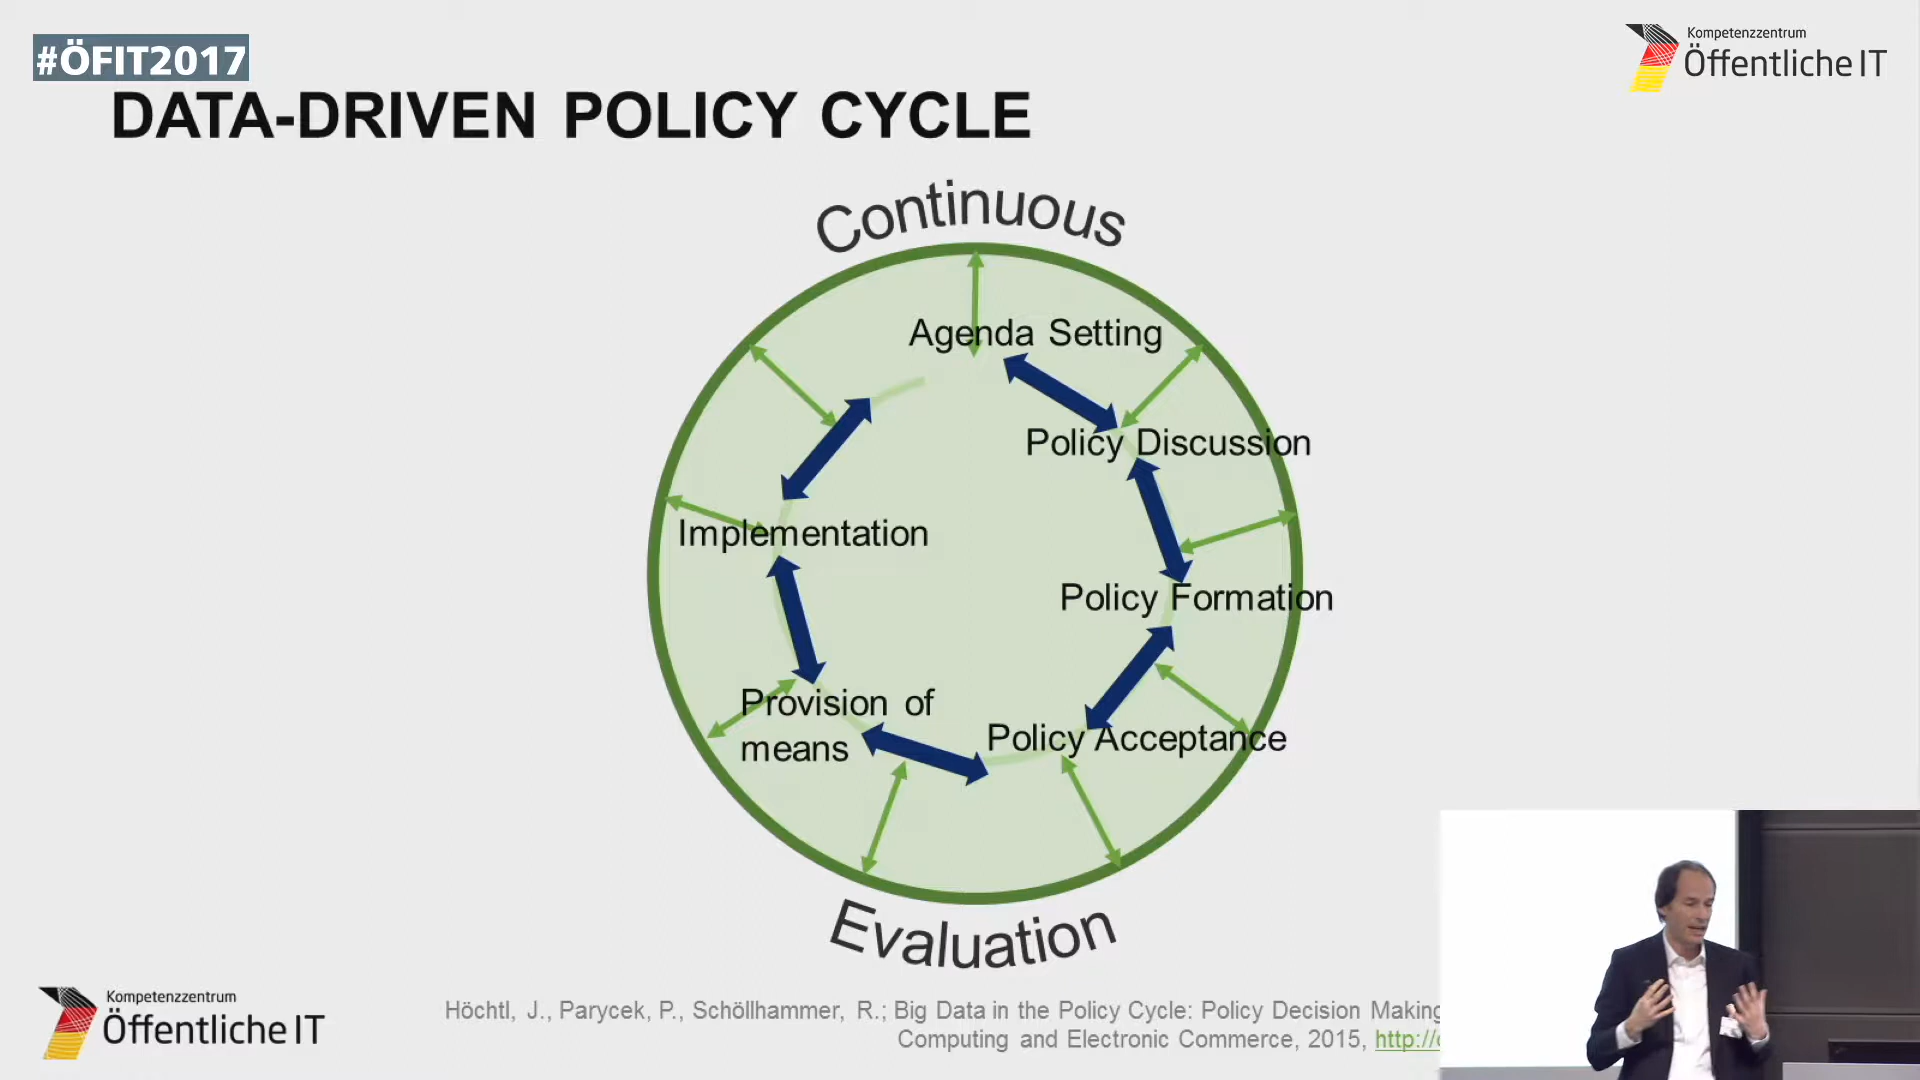 #ÖFIT2017
Kompetenzzentrum
Öffentliche IT
DATA-DRIVEN POLICY CYCLE
Continuous
Agenda Setting
Policy Discussion
Implementation
Policy Formation
Provision of
means
Policy Acceptance
Evaluation
Kompetenzzentrum
Öffentliche IT
Höchtl, J., Parycek, P., Schöllhammer, R.; Big Data in the Policy Cycle: Policy Decision Making
Computing and Electronic Commerce, 2015, http://